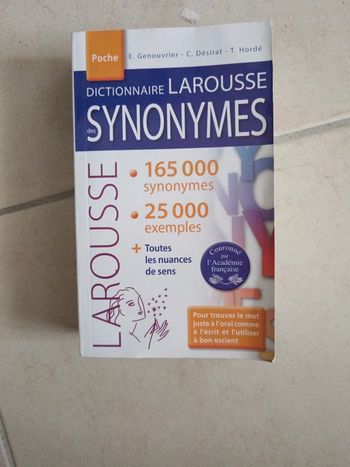 Poche
E. Genouvrier - C. Désirat - T. Hordé
DICTIONNAIRE LAROUSSE
des SYNONYMES
LAROUSSE
• 165 000
synonymes
• 25 000
exemples
+ Toutes
les nuances
de sens
Couronné
par
l'Académie
française
Pour trouver le mot
juste à l'oral comme
à l'écrit et l'utiliser
à bon escient